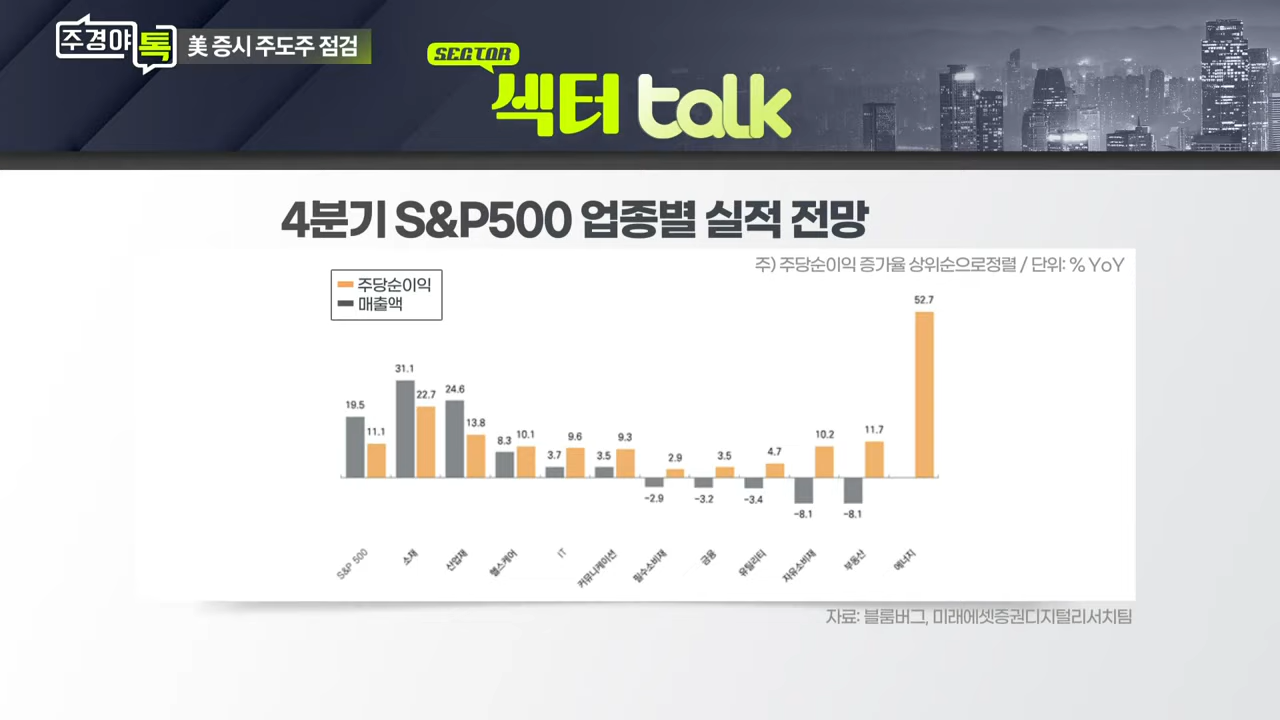 주경야톡
美 증시 주도주 점검
SECTOR
섹터 talk
4분기 S&P500 업종별 실적 전망
주) 주당순이익 증가율 상위순으로정렬 / 단위: % YoY
주당순이익
매출액
52.7
31.1
19.5 22.7 24.6
11.1 13.8 8.3 10.1 3.7 9.6 3.5 9.3 2.9 3.5 4.7 10.2 11.7
-2.9 -3.2 -3.4 -8.1 -8.1
S&P 500 소재 산업재 헬스케어 IT 커뮤니케이션 필수소비재 금융 유틸리티 자유소비재 부동산 에너지
자료: 블룸버그, 미래에셋증권디지털리서치팀